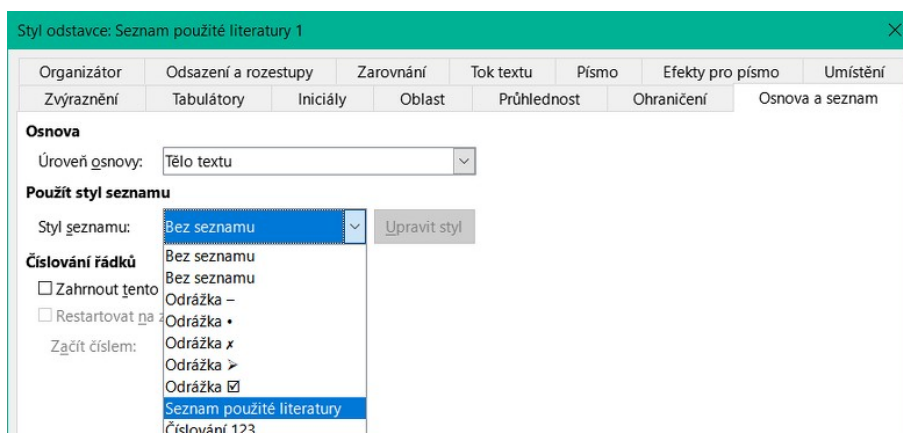 Styl odstavce: Seznam použité literatury 1
Organizátor Odsazení a rozestupy Zarovnání Tok textu Písmo Efekty pro písmo Umístění
Zvýraznění Tabulátory Iniciály Oblast Průhlednost Ohraničení Osnova a seznam
Osnova
Úroveň osnovy: Tělo textu
Použít styl seznamu
Styl seznamu: Bez seznamu Upravit styl
Bez seznamu
Číslování řádků
Bez seznamu
Zahrnout tento
Odrážka –
Restartovat na z
Odrážka •
Začít číslem:
Odrážka ✗
Odrážka ➢
Odrážka ☑
Seznam použité literatury
Číslování 123